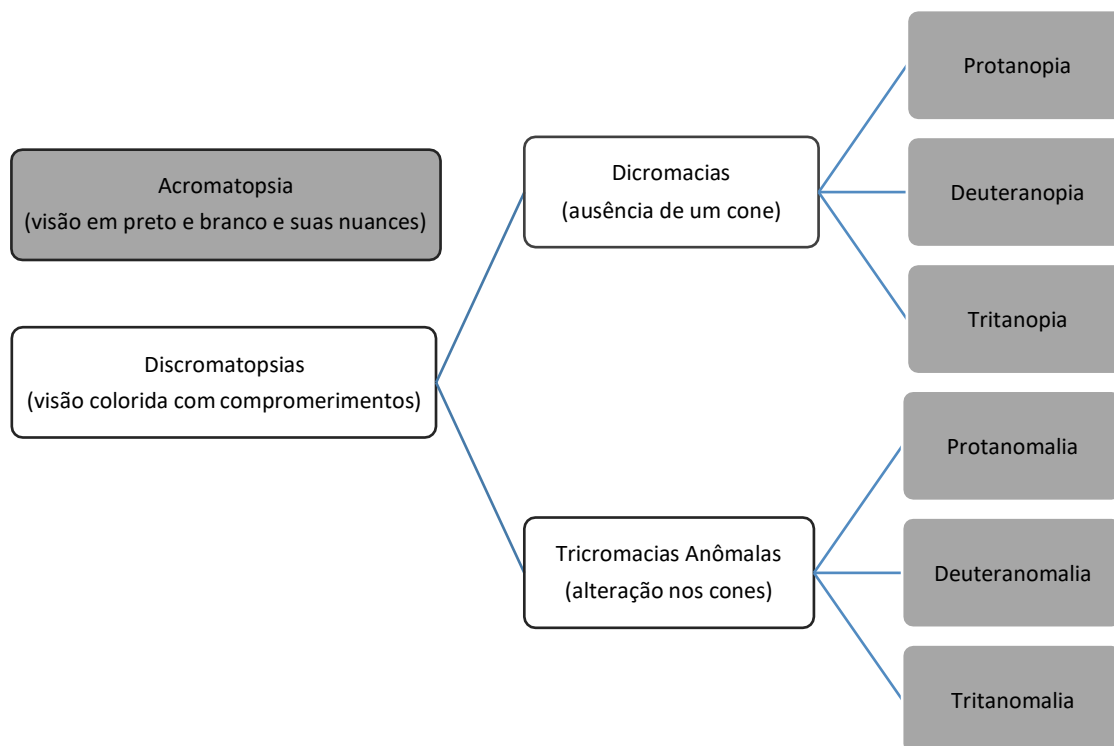 Acromatopsia
(visão em preto e branco e suas nuances)
Discromatopsias
(visão colorida com compromerimentos)
Dicromacias
(ausência de um cone)
Protanopia
Deuteranopia
Tritanopia
Tricromacias Anômalas
(alteração nos cones)
Protanomalia
Deuteranomalia
Tritanomalia